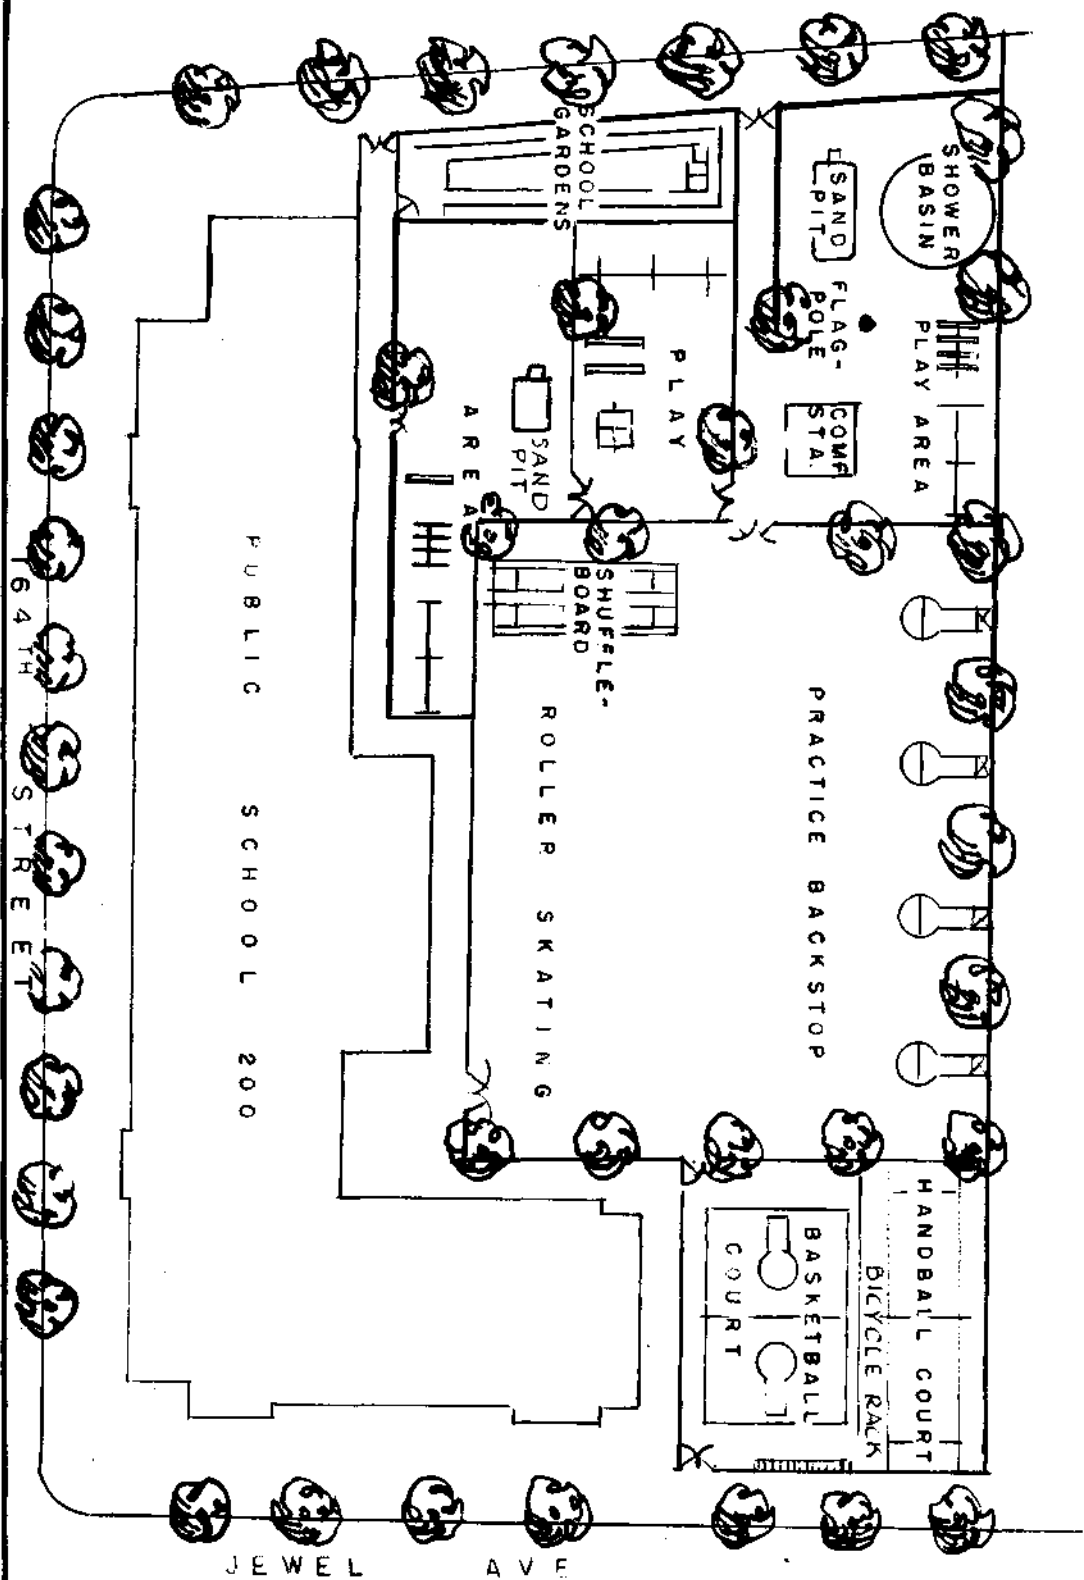 SCHOOL
GARDENS
SHOWER
BASIN
SAND
PIT
FLAG-
POLE
PLAY AREA
COMF
STA.
PLAY
AREA
SAND
PIT
SHUFFLE-
BOARD
PUBLIC SCHOOL 200
ROLLER SKATING
PRACTICE BACKSTOP
HANDBALL COURT
BICYCLE RACK
BASKETBALL
COURT
164TH STREET
JEWEL AVE